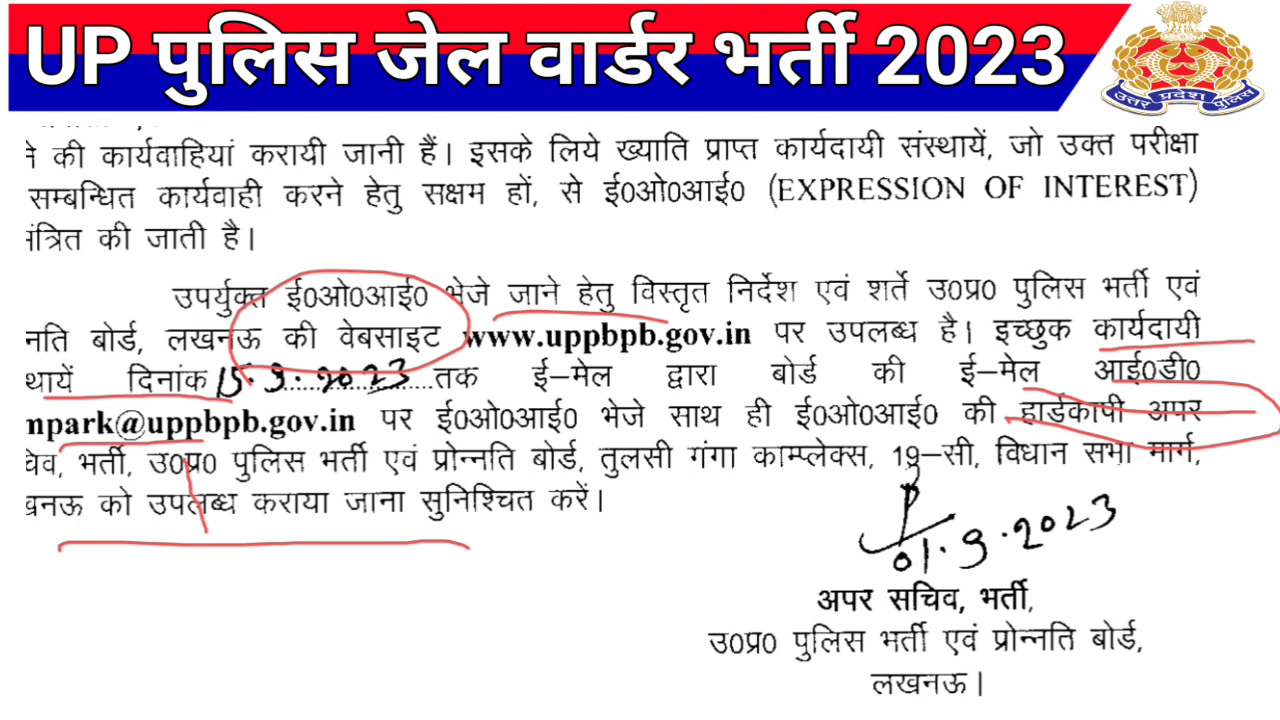 UP पुलिस जेल वार्डर भर्ती 2023
उत्तर प्रदेश पुलिस
ने की कार्यवाहियां करायी जानी हैं। इसके लिये ख्याति प्राप्त कार्यदायी संस्थायें, जो उक्त परीक्षा
सम्बन्धित कार्यवाही करने हेतु सक्षम हों, से ई0ओ0आई0 (EXPRESSION OF INTEREST)
मंत्रित की जाती है।
उपर्युक्त ई0ओ0आई0 भेजे जाने हेतु विस्तृत निर्देश एवं शर्ते उ0प्र0 पुलिस भर्ती एवं
नति बोर्ड, लखनऊ की वेबसाइट www.uppbpb.gov.in पर उपलब्ध है। इच्छुक कार्यदायी
थायें दिनांक 15.9.2023 तक ई–मेल द्वारा बोर्ड की ई–मेल आई0डी0
mpark@uppbpb.gov.in पर ई0ओ0आई0 भेजे साथ ही ई0ओ0आई0 की हार्डकापी अपर
चिव, भर्ती, उ0प्र0 पुलिस भर्ती एवं प्रोन्नति बोर्ड, तुलसी गंगा काम्प्लेक्स, 19–सी, विधान सभा मार्ग,
खनऊ को उपलब्ध कराया जाना सुनिश्चित करें।
01.9.2023
अपर सचिव, भर्ती,
उ0प्र0 पुलिस भर्ती एवं प्रोन्नति बोर्ड,
लखनऊ।